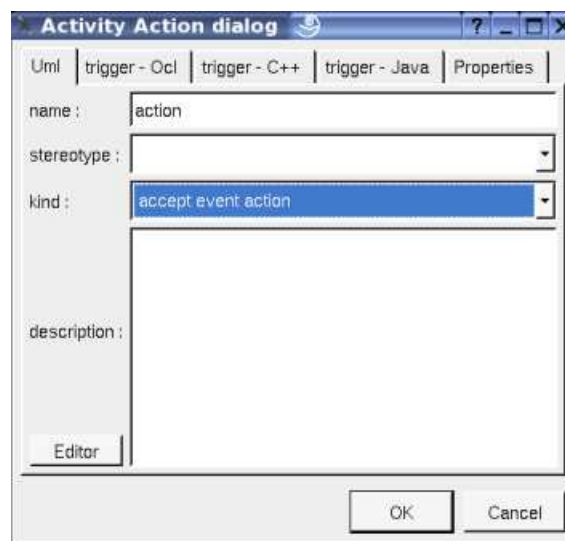 Activity Action dialog ? _
Uml trigger - Ocl trigger - C++ trigger - Java Properties
name : action
stereotype :
kind : accept event action
description :
Editor
OK Cancel